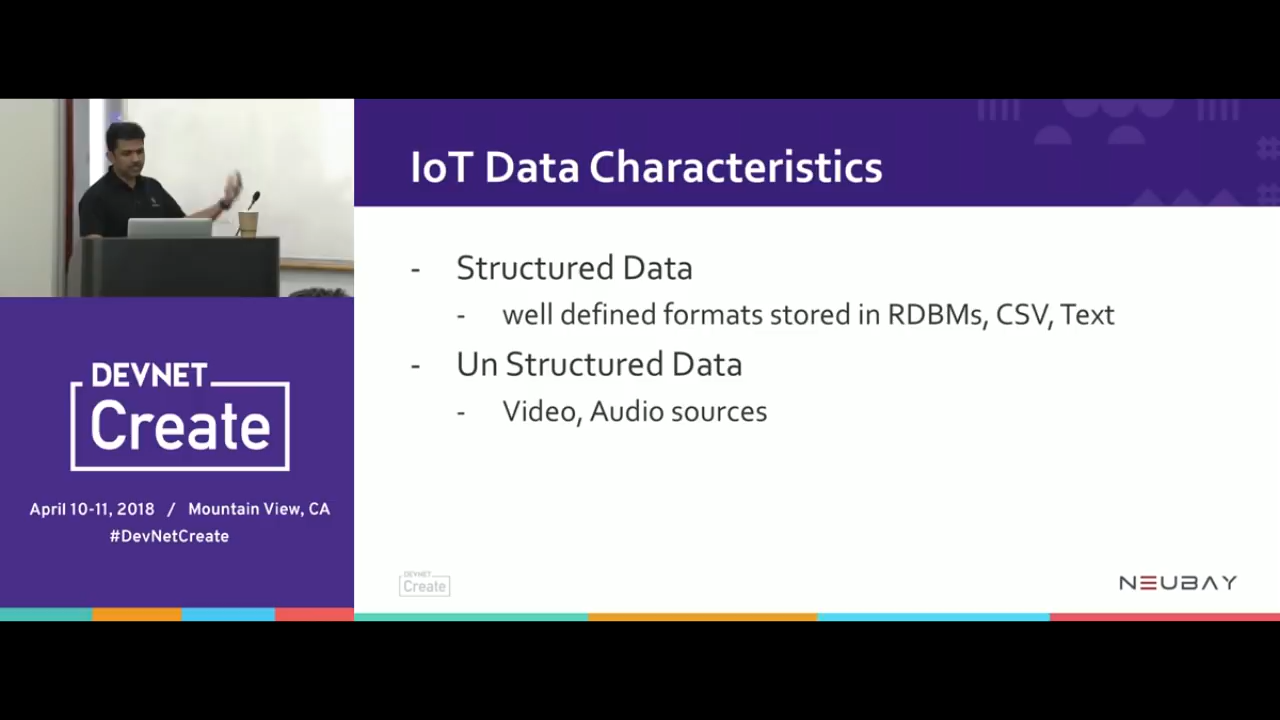 IoT Data Characteristics
- Structured Data
- well defined formats stored in RDBMs, CSV, Text
- Un Structured Data
- Video, Audio sources
DEVNET
Create
April 10-11, 2018 / Mountain View, CA
#DevNetCreate
DEVNET
Create
NEUBAY